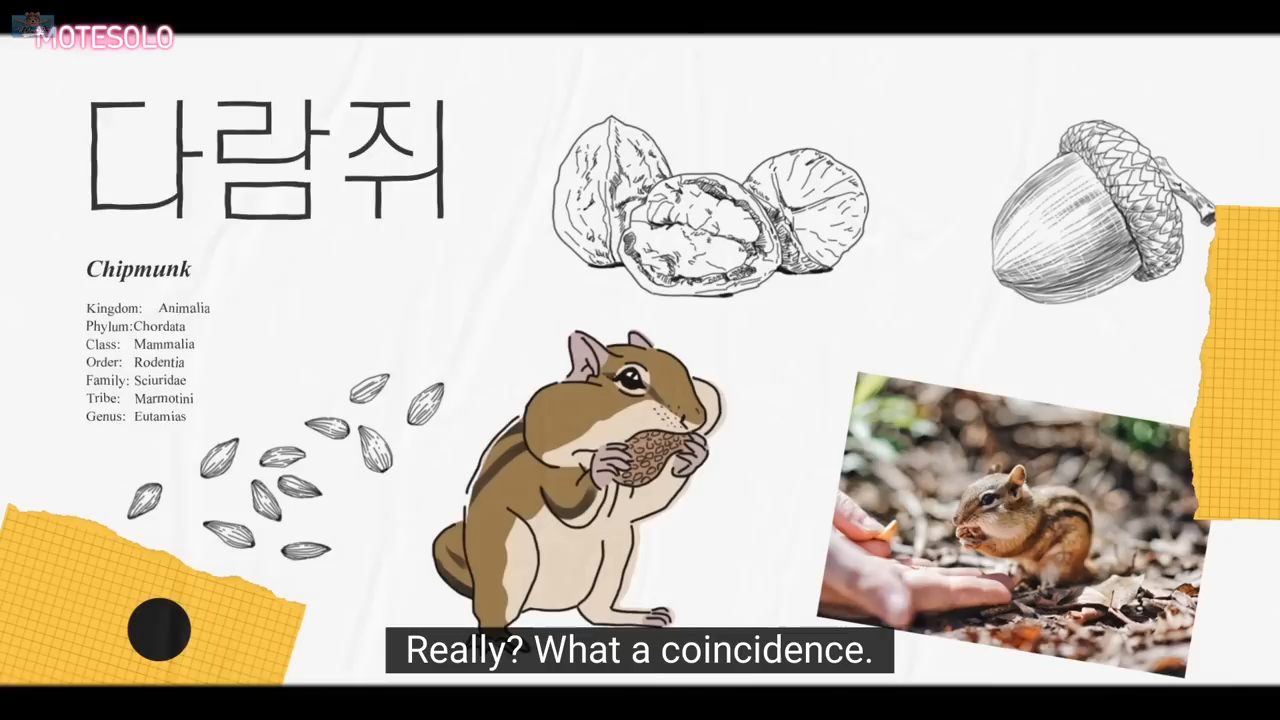 MOTESOLO
다람쥐
Chipmunk
Kingdom: Animalia
Phylum:Chordata
Class: Mammalia
Order: Rodentia
Family: Sciuridae
Tribe: Marmotini
Genus: Eutamias
Really? What a coincidence.